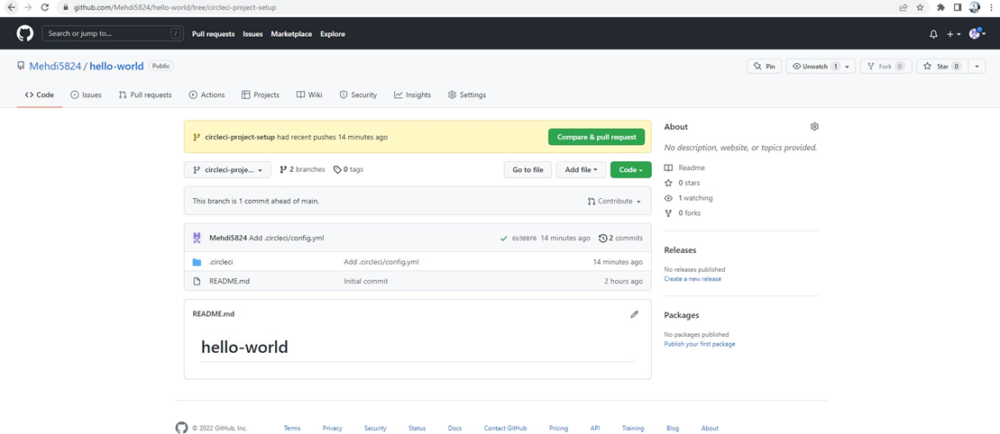 github.com/Mehdi5824/hello-world/tree/circleci-project-setup
Search or jump to... / Pull requests Issues Marketplace Explore
Mehdi5824 / hello-world Public Pin Unwatch 1 Fork 0 Star 0
Code Issues Pull requests Actions Projects Wiki Security Insights Settings
circleci-project-setup had recent pushes 14 minutes ago Compare & pull request
circleci-proje... 2 branches 0 tags Go to file Add file Code
This branch is 1 commit ahead of main. Contribute
Mehdi5824 Add .circleci/config.yml 6b308f0 14 minutes ago 2 commits
.circleci Add .circleci/config.yml 14 minutes ago
README.md Initial commit 2 hours ago
README.md
hello-world
About
No description, website, or topics provided.
Readme
0 stars
1 watching
0 forks
Releases
No releases published
Create a new release
Packages
No packages published
Publish your first package
© 2022 GitHub, Inc. Terms Privacy Security Status Docs Contact GitHub Pricing API Training Blog About